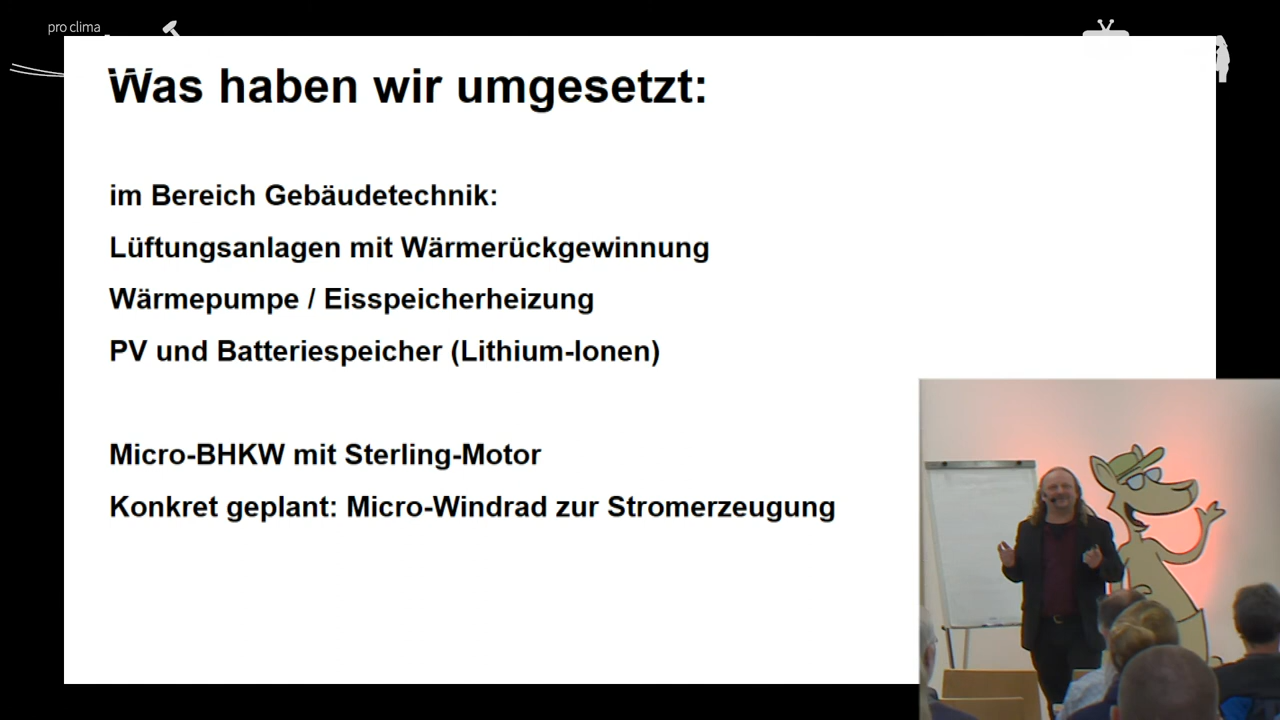 pro clima
Was haben wir umgesetzt:
im Bereich Gebäudetechnik:
Lüftungsanlagen mit Wärmerückgewinnung
Wärmepumpe / Eisspeicherheizung
PV und Batteriespeicher (Lithium-Ionen)
Micro-BHKW mit Sterling-Motor
Konkret geplant: Micro-Windrad zur Stromerzeugung